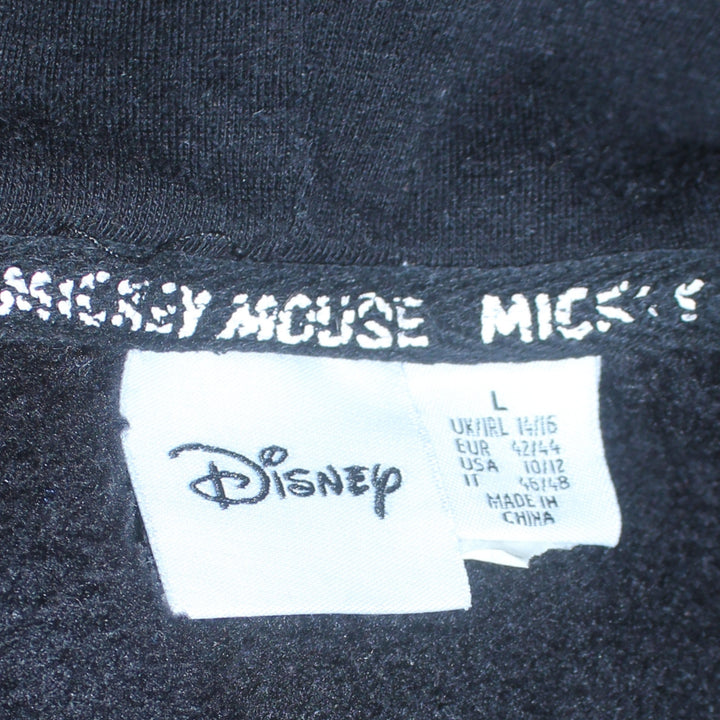 MICKEY MOUSE MICKEY
Disney
L
UK/IRL 14/16
EUR 42/44
USA 10/12
IT 46/48
MADE IN
CHINA